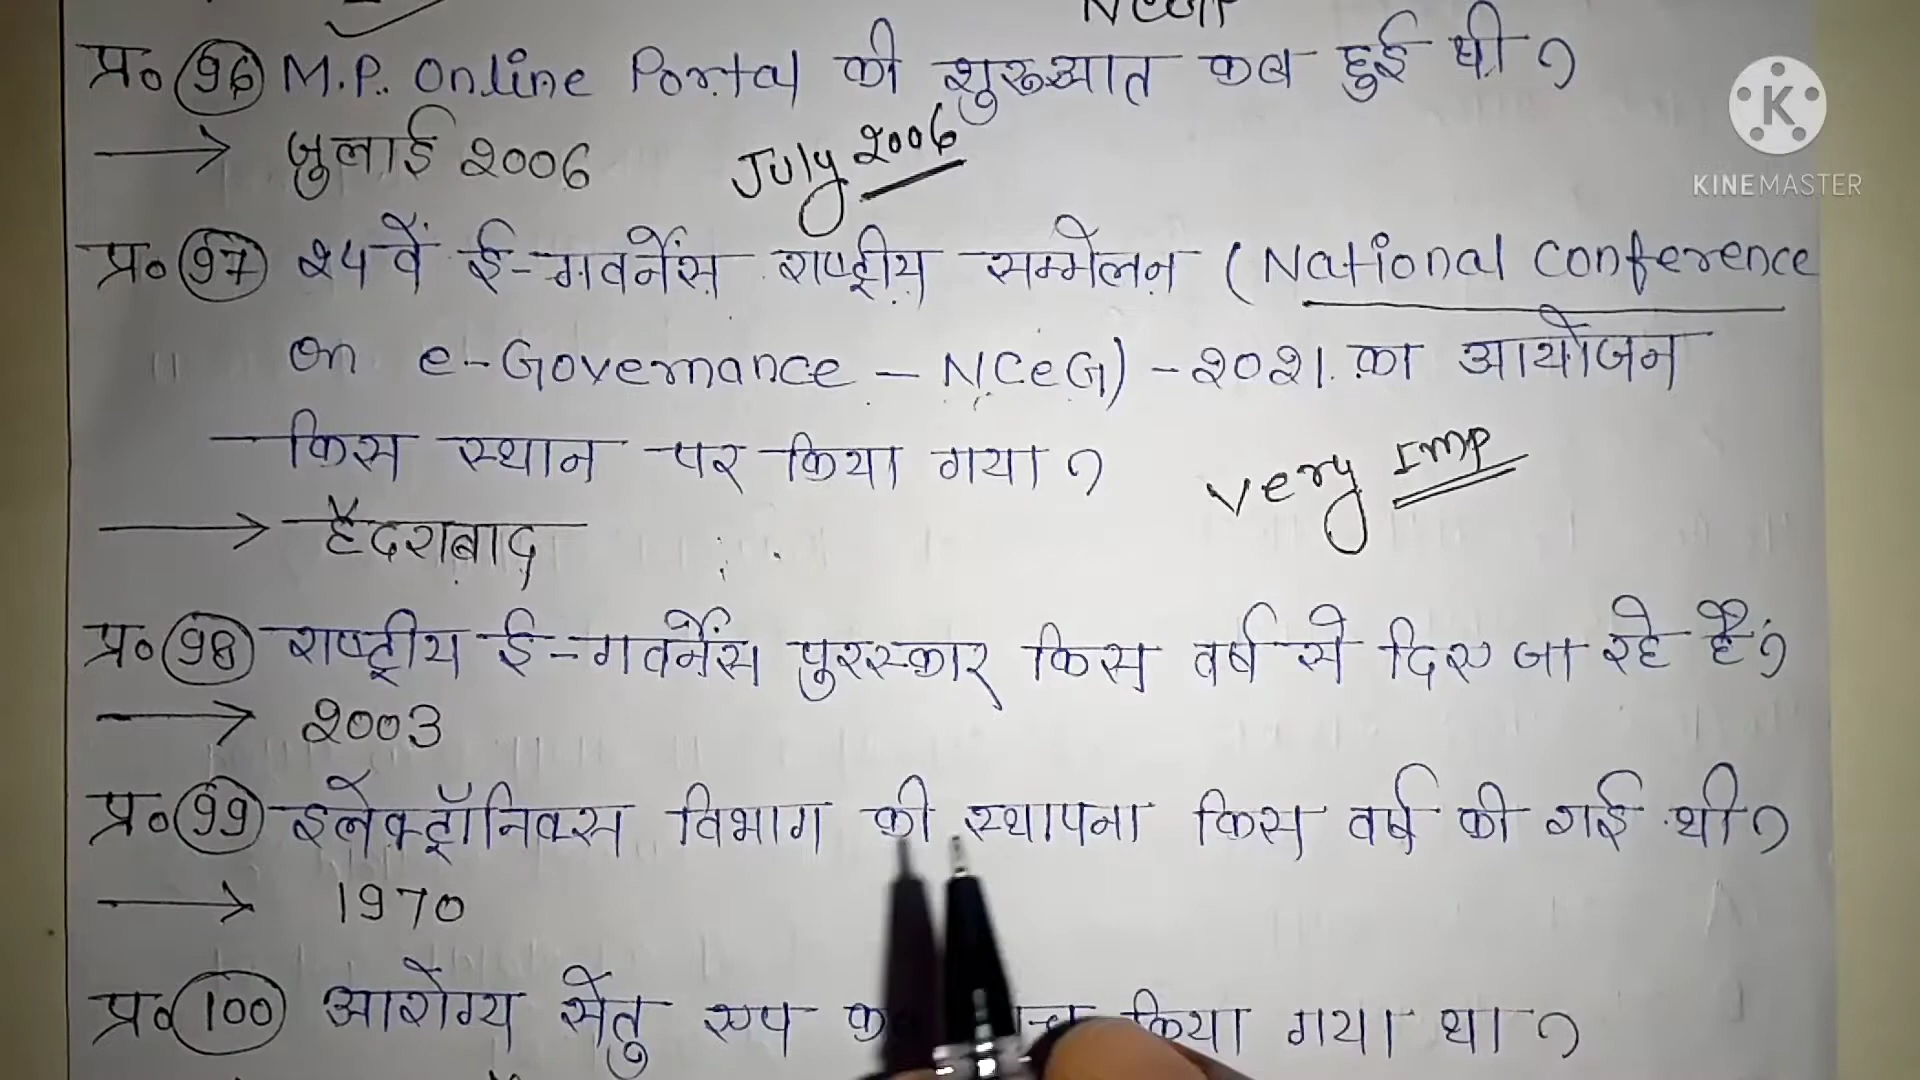 प्र० 96 M.P. Online Portal की शुरुआत कब हुई थी ?
→ जुलाई 2006 July 2006
प्र० 97 24वें ई-गवर्नेंस राष्ट्रीय सम्मेलन (National Conference
on e-Governance - NCeG) - 2021 का आयोजन
किस स्थान पर किया गया ?
very Imp
→ हैदराबाद
प्र० 98 राष्ट्रीय ई-गवर्नेंस पुरस्कार किस वर्ष से दिए जा रहे हैं ?
→ 2003
प्र० 99 इलेक्ट्रॉनिक्स विभाग की स्थापना किस वर्ष की गई थी ?
→ 1970
प्र० 100 आरोग्य सेतु एप किया गया था ?
KINEMASTER